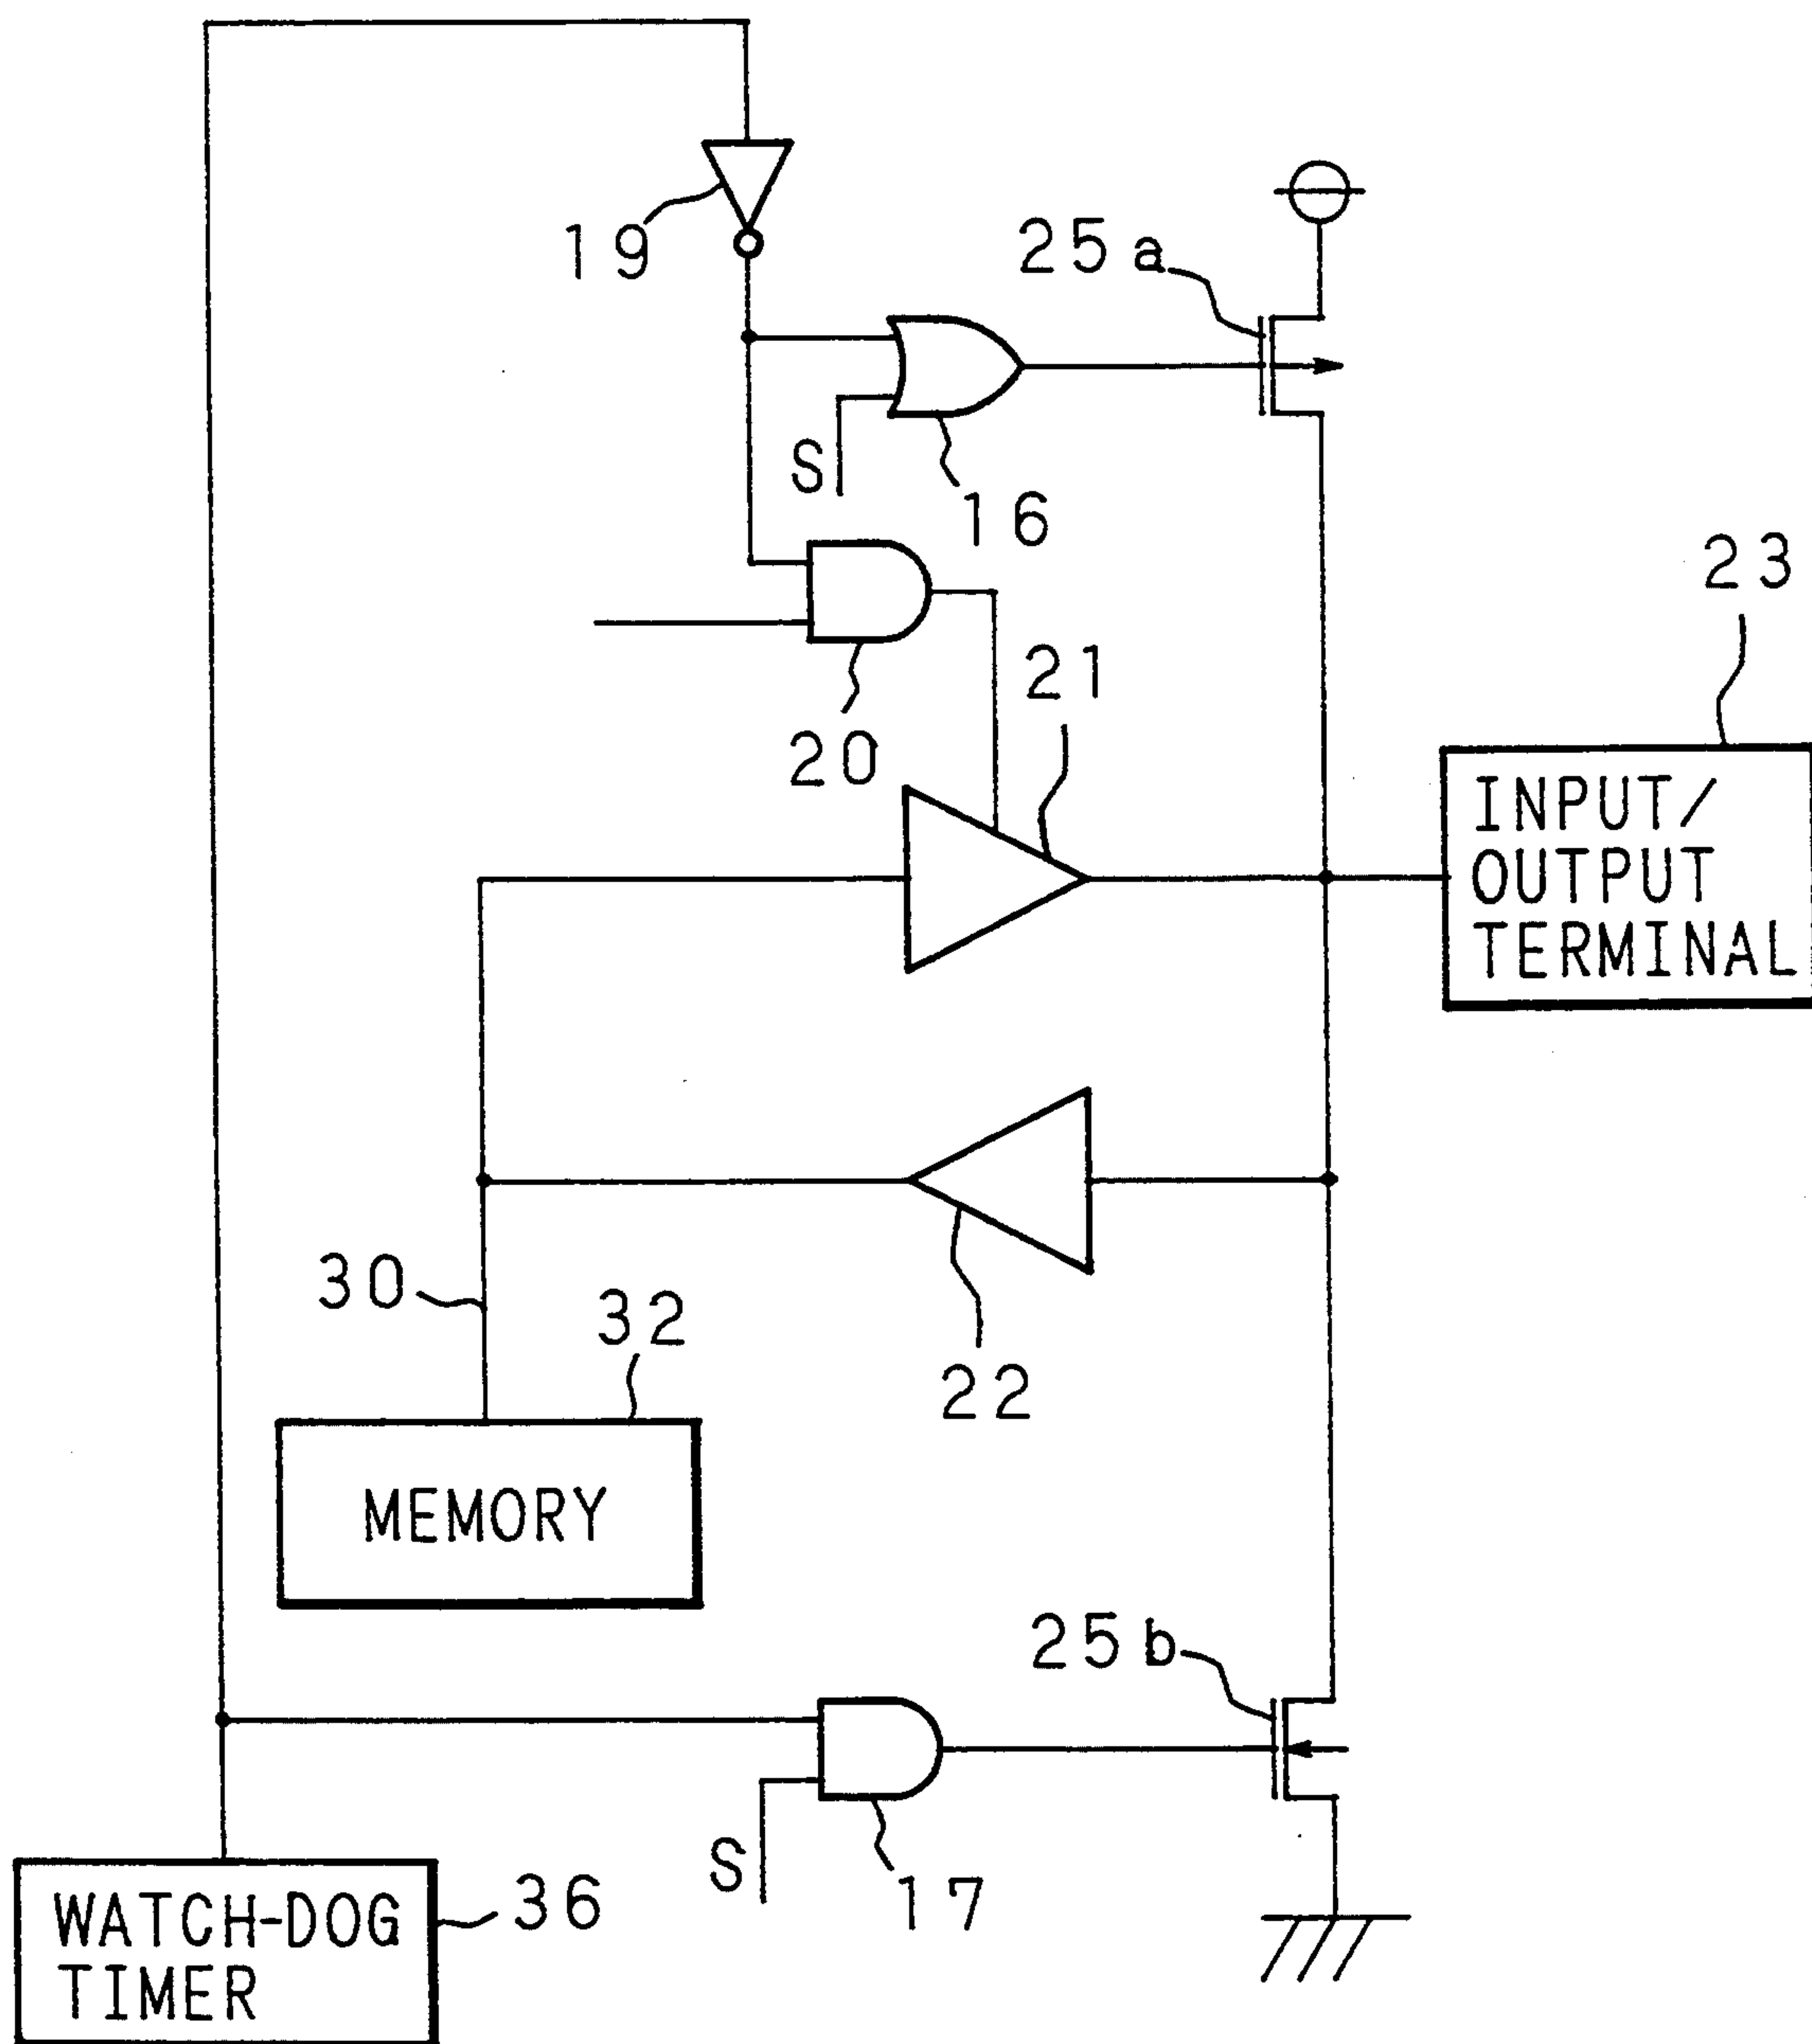 19
25a
S
16
23
20
21
INPUT/
OUTPUT
TERMINAL
30
32
22
MEMORY
25b
S
17
WATCH-DOG
TIMER
36